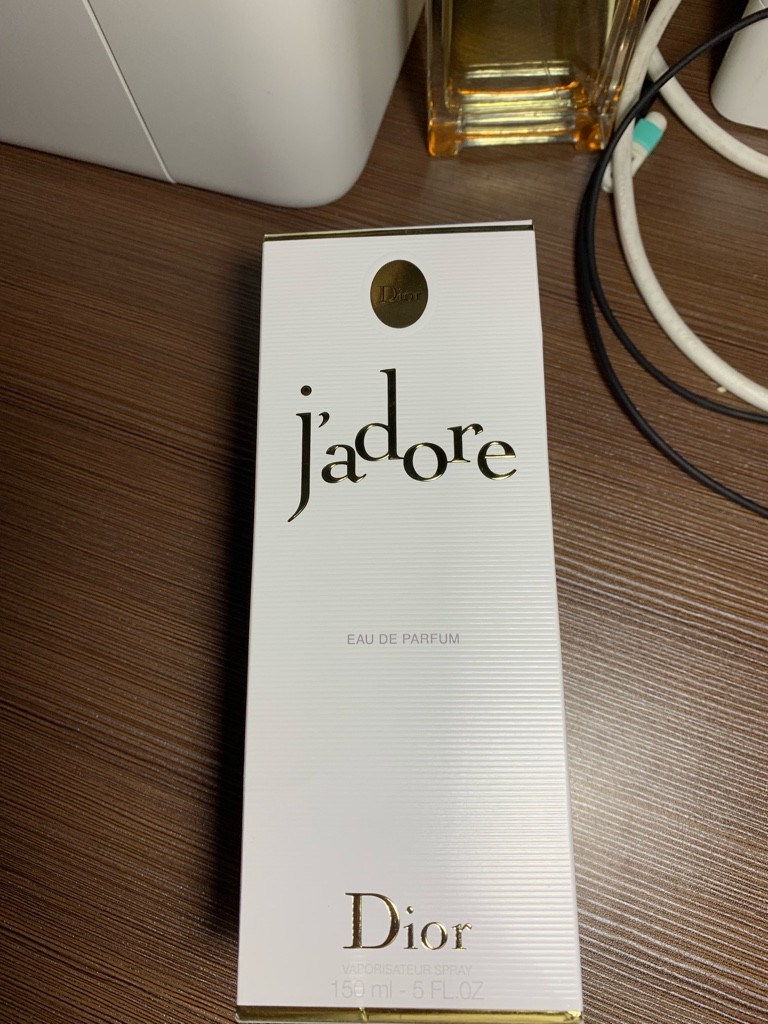 Dior
j'adore
EAU DE PARFUM
Dior
VAPORISATEUR SPRAY
150 ml - 5 FL.OZ